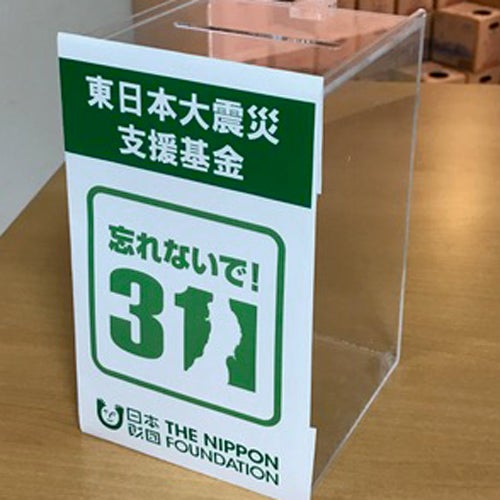 東日本大震災
支援基金
忘れないで!
311
日本
財団
THE NIPPON
FOUNDATION